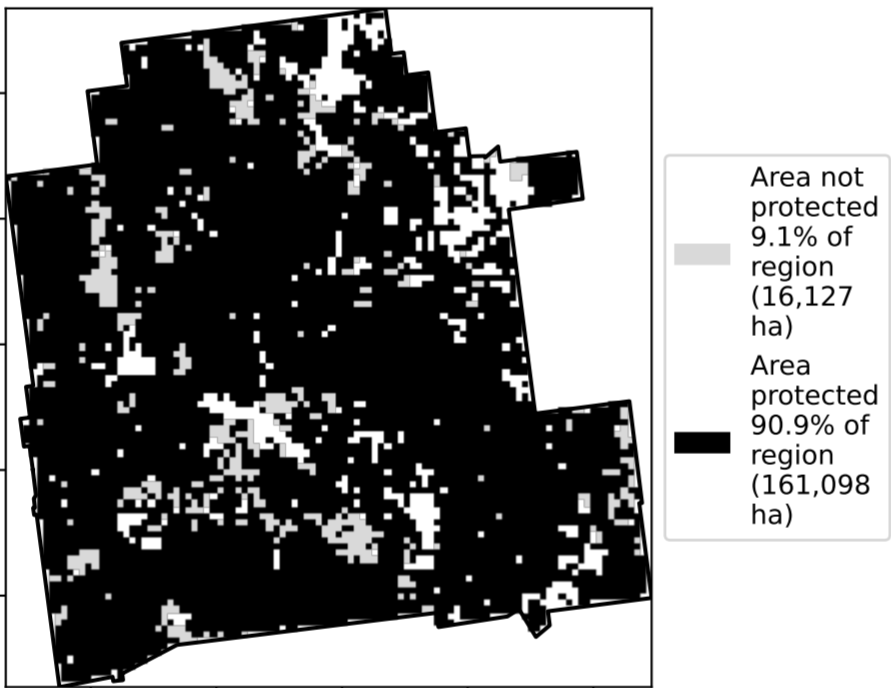 Area not
protected
9.1% of
region
(16,127
ha)
Area
protected
90.9% of
region
(161,098
ha)